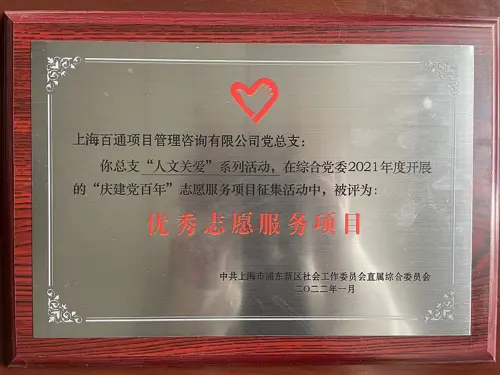 上海百通项目管理咨询有限公司党总支：
你总支“人文关爱”系列活动，在综合党委2021年度开展
的“庆建党百年”志愿服务项目征集活动中，被评为：
优秀志愿服务项目
中共上海市浦东新区社会工作委员会直属综合委员会
二〇二二年一月